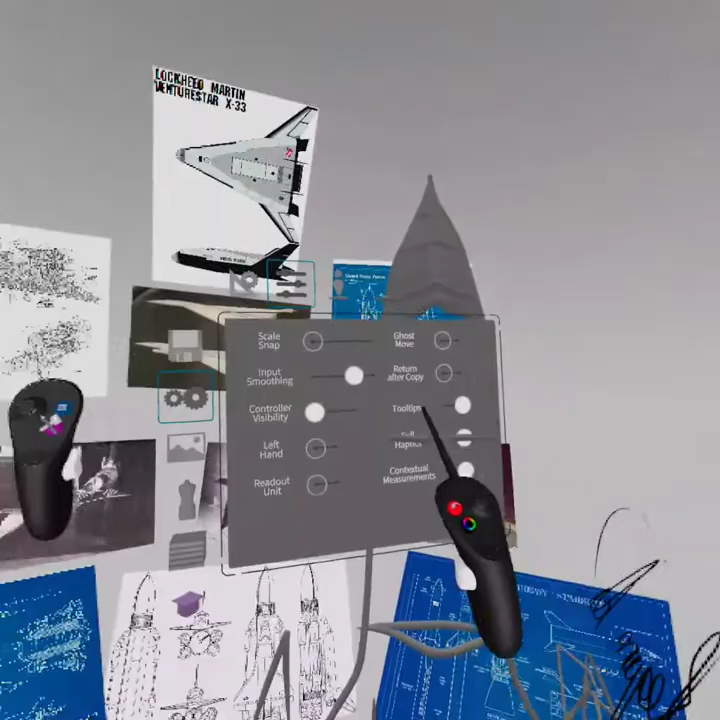 LOCKHEED MARTIN
VENTURESTAR X-33
Scale
Snap
Ghost
Move
Input
Smoothing
Return
after Copy
Controller
Visibility
Tooltips
Left
Hand
Haptics
Readout
Unit
Contextual
Measurements